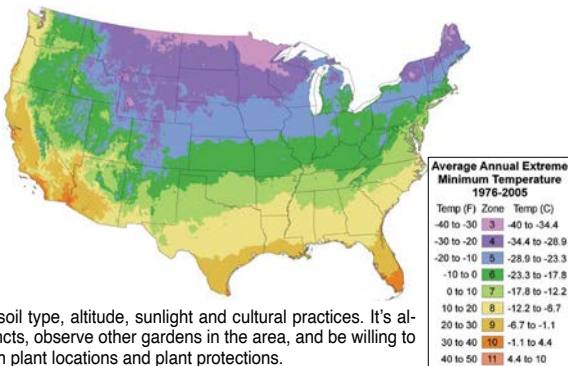 Average Annual Extreme
Minimum Temperature
1976-2005
Temp (F) Zone Temp (C)
-40 to -30 3 -40 to -34.4
-30 to -20 4 -34.4 to -28.9
-20 to -10 5 -28.9 to -23.3
-10 to 0 6 -23.3 to -17.8
0 to 10 7 -17.8 to -12.2
10 to 20 8 -12.2 to -6.7
20 to 30 9 -6.7 to -1.1
30 to 40 10 -1.1 to 4.4
40 to 50 11 4.4 to 10
soil type, altitude, sunlight and cultural practices. It's al-
ncts, observe other gardens in the area, and be willing to
plant locations and plant protections.